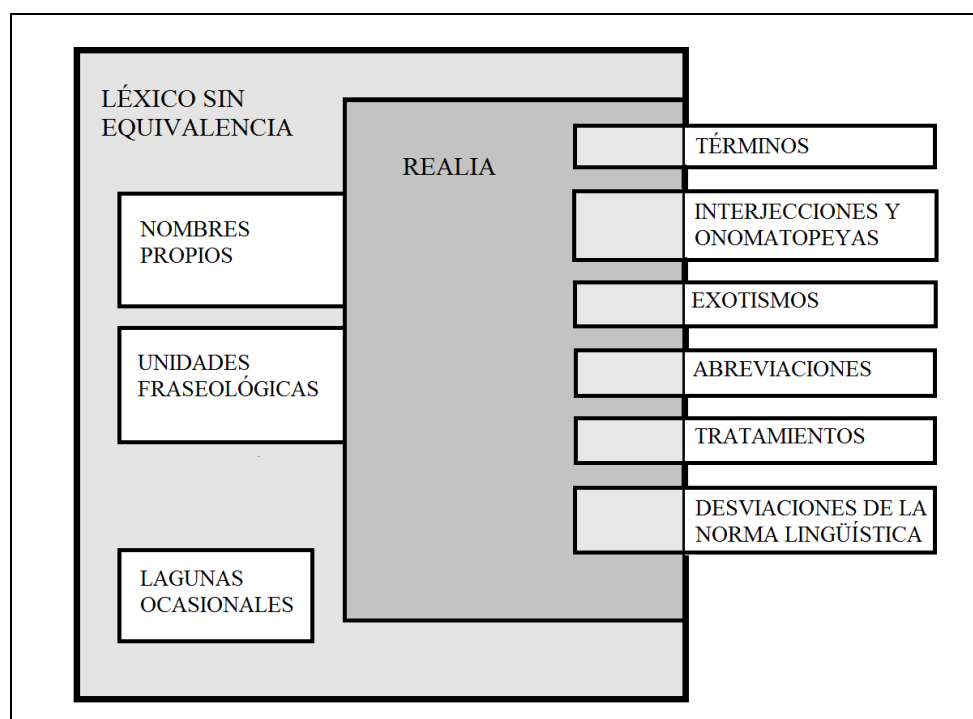 LÉXICO SIN
EQUIVALENCIA
REALIA
NOMBRES
PROPIOS
UNIDADES
FRASEOLÓGICAS
LAGUNAS
OCASIONALES
TÉRMINOS
INTERJECCIONES Y
ONOMATOPEYAS
EXOTISMOS
ABREVIACIONES
TRATAMIENTOS
DESVIACIONES DE LA
NORMA LINGÜÍSTICA